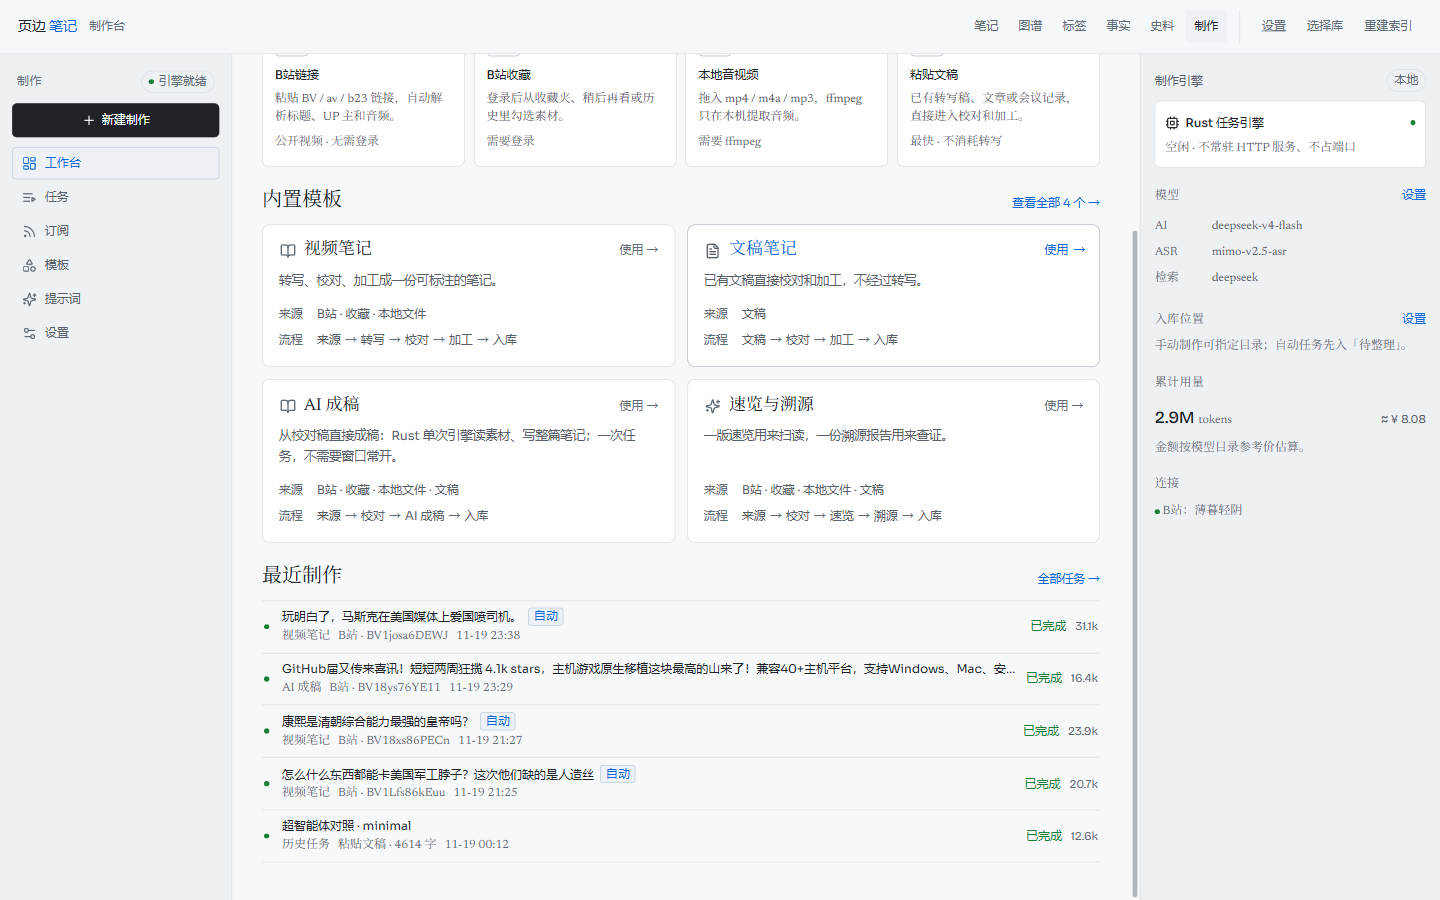 页边 笔记 制作台
笔记 图谱 标签 事实 史料 制作 设置 选择库 重建索引
制作 引擎就绪
+ 新建制作
工作台
任务
订阅
模板
提示词
设置
B站链接
粘贴 BV / av / b23 链接，自动解
析标题、UP 主和音频。
公开视频 · 无需登录
B站收藏
登录后从收藏夹、稍后再看或历
史里勾选素材。
需要登录
本地音视频
拖入 mp4 / m4a / mp3，ffmpeg
只在本机提取音频。
需要 ffmpeg
粘贴文稿
已有转写稿、文章或会议记录，
直接进入校对和加工。
最快 · 不消耗转写
内置模板 查看全部 4 个 →
视频笔记 使用 →
转写、校对、加工成一份可标注的笔记。
来源 B站 · 收藏 · 本地文件
流程 来源 → 转写 → 校对 → 加工 → 入库
文稿笔记 使用 →
已有文稿直接校对和加工，不经过转写。
来源 文稿
流程 文稿 → 校对 → 加工 → 入库
AI 成稿 使用 →
从校对稿直接成稿：Rust 单次引擎读素材、写整篇笔记；一次任
务，不需要窗口常开。
来源 B站 · 收藏 · 本地文件 · 文稿
流程 来源 → 校对 → AI 成稿 → 入库
速览与溯源 使用 →
一版速览用来扫读，一份溯源报告用来查证。
来源 B站 · 收藏 · 本地文件 · 文稿
流程 来源 → 校对 → 速览 → 溯源 → 入库
最近制作 全部任务 →
玩明白了，马斯克在美国媒体上爱国喷司机。 自动
视频笔记 B站 · BV1josa6DEWJ 11-19 23:38
已完成 31.1k
GitHub届又传来喜讯！短短两周狂揽 4.1k stars，主机游戏原生移植这块最高的山来了！兼容40+主机平台，支持Windows、Mac、安...
AI 成稿 B站 · BV18ys76YE11 11-19 23:29
已完成 16.4k
康熙是清朝综合能力最强的皇帝吗？ 自动
视频笔记 B站 · BV18xs86PECn 11-19 21:27
已完成 23.9k
怎么什么东西都能卡美国军工脖子？这次他们缺的是人造丝 自动
视频笔记 B站 · BV1Lfs86kEuu 11-19 21:25
已完成 20.7k
超智能体对照 · minimal
历史任务 粘贴文稿 · 4614 字 11-19 00:12
已完成 12.6k
制作引擎 本地
Rust 任务引擎
空闲 · 不常驻 HTTP 服务、不占端口
模型 设置
AI deepseek-v4-flash
ASR mimo-v2.5-asr
检索 deepseek
入库位置 设置
手动制作可指定目录；自动任务先入「待整理」。
累计用量
2.9M tokens ≈ ¥ 8.08
金额按模型目录参考价估算。
连接
B站：薄暮轻阴